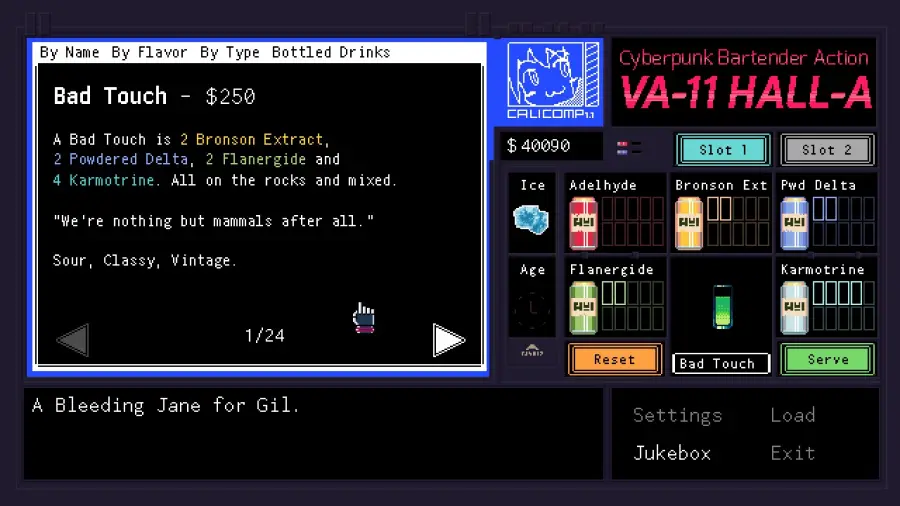 By Name By Flavor By Type Bottled Drinks
Bad Touch - $250
A Bad Touch is 2 Bronson Extract,
2 Powdered Delta, 2 Flanergide and
4 Karmotrine. All on the rocks and mixed.
"We're nothing but mammals after all."
Sour, Classy, Vintage.
1/24
CALICOMP 1.1
Cyberpunk Bartender Action
VA-11 HALL-A
$ 40090
Slot 1
Slot 2
Ice
Adelhyde
Bronson Ext
Pwd Delta
Age
Flanergide
Karmotrine
Reset
Bad Touch
Serve
A Bleeding Jane for Gil.
Settings
Load
Jukebox
Exit